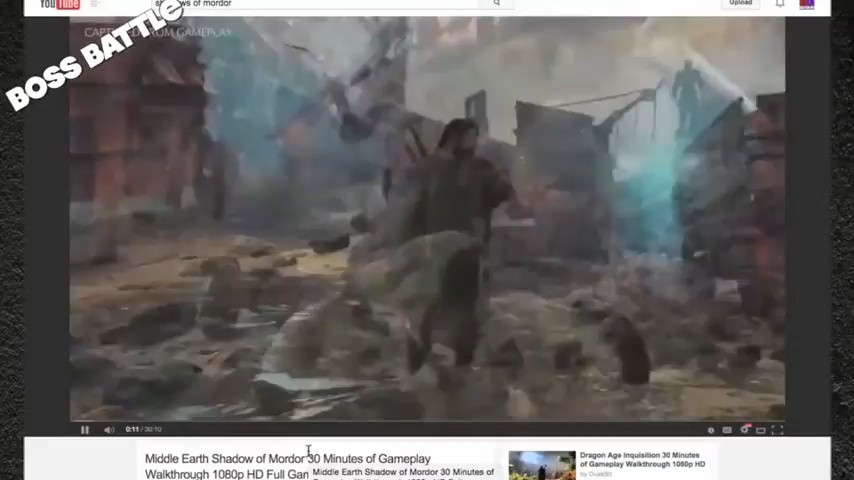 YouTube
ws of mordor
Upload
BOSS BATTLE
CAPTURED FROM GAMEPLAY
0:11 / 30:10
Middle Earth Shadow of Mordor 30 Minutes of Gameplay
Walkthrough 1080p HD Full Gam
Middle Earth Shadow of Mordor 30 Minutes of
Dragon Age Inquisition 30 Minutes
of Gameplay Walkthrough 1080p HD